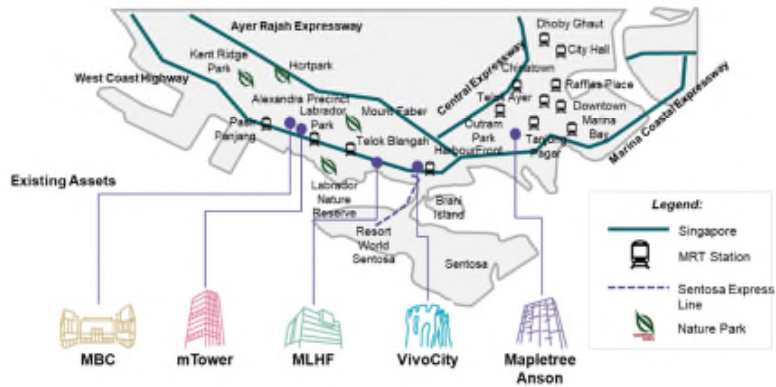 Ayer Rajah Expressway
Dhoby Ghaut
City Hall
Kent Ridge
Park
Hortpark
West Coast Highway
Central Expressway
Chinatown
Raffles Place
Alexandra Precinct
Labrador
Park
Mount Faber
Telok Ayer
Downtown
Marina
Bay
Marina Coastal Expressway
Pasir
Panjang
Telok Blangah
Outram
Park
HarbourFront
Tanjong
Pagar
Existing Assets
Labrador
Nature
Reserve
Brani
Island
Resort
World
Sentosa
Sentosa
Legend:
Singapore
MRT Station
Sentosa Express
Line
Nature Park
MBC
mTower
MLHF
VivoCity
Mapletree
Anson